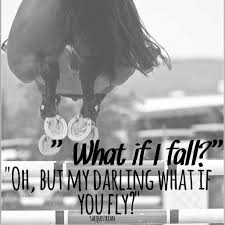 " What if I fall?"
"Oh, but my darling what if
you fly?"